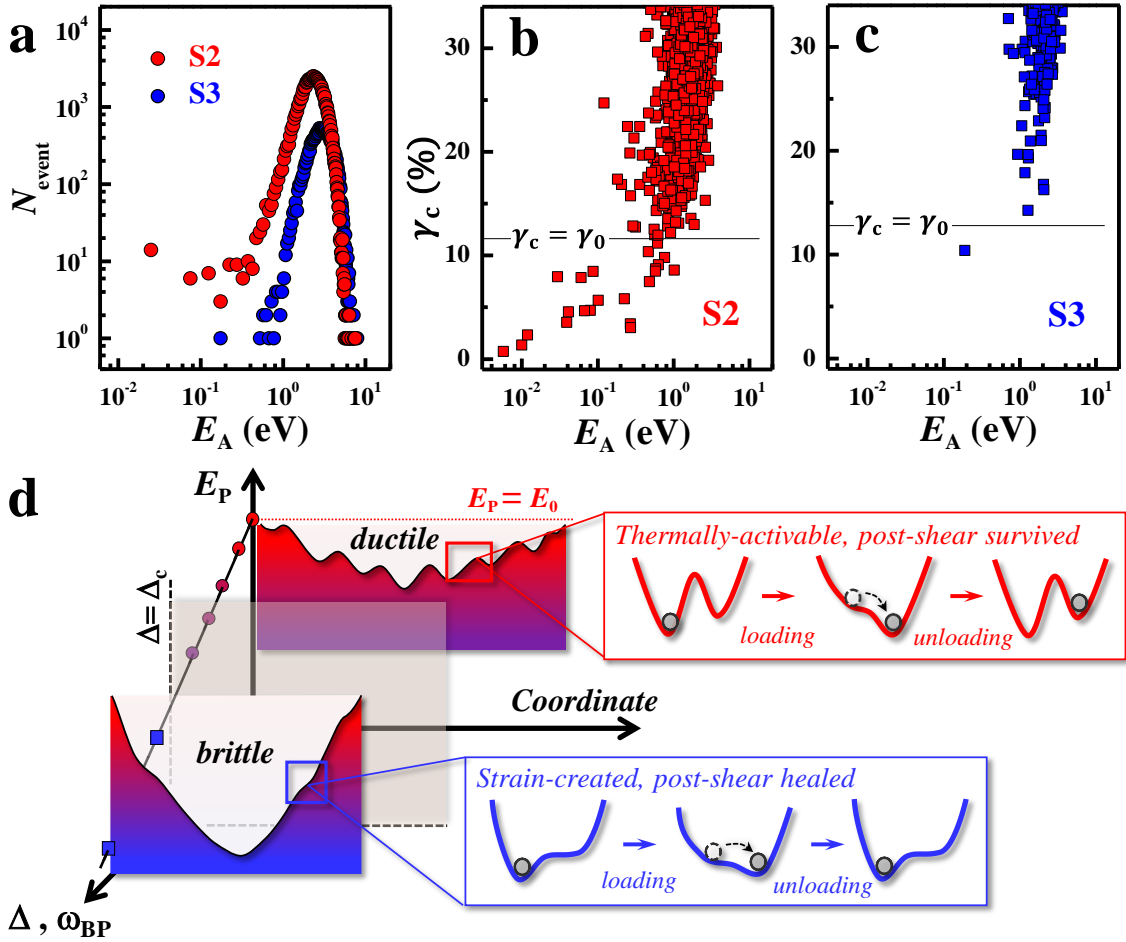 a
10⁴
10³
10²
10¹
10⁰
N_event
S2
S3
10⁻² 10⁻¹ 10⁰ 10¹
E_A (eV)
b
30
20
10
0
γ_c (%)
γ_c = γ_0
S2
10⁻² 10⁻¹ 10⁰ 10¹
E_A (eV)
c
30
20
10
0
γ_c = γ_0
S3
10⁻² 10⁻¹ 10⁰ 10¹
E_A (eV)
d
E_P
E_P = E_0
ductile
Thermally-activable, post-shear survived
loading
unloading
Δ = Δ_c
Coordinate
brittle
Strain-created, post-shear healed
loading
unloading
Δ , ω_BP